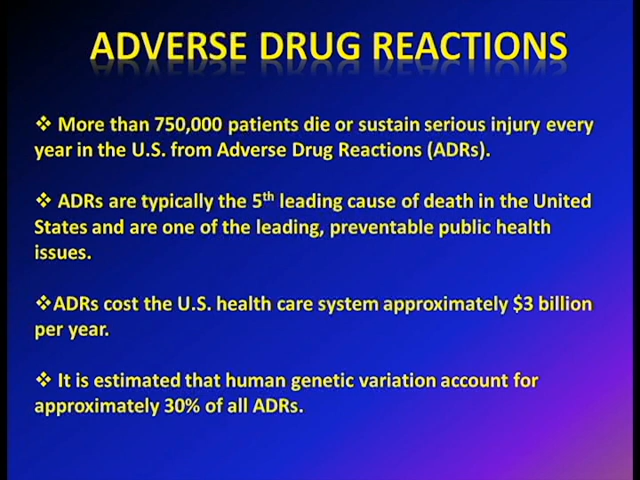 ADVERSE DRUG REACTIONS
❖ More than 750,000 patients die or sustain serious injury every
year in the U.S. from Adverse Drug Reactions (ADRs).
❖ ADRs are typically the 5th leading cause of death in the United
States and are one of the leading, preventable public health
issues.
❖ADRs cost the U.S. health care system approximately $3 billion
per year.
❖ It is estimated that human genetic variation account for
approximately 30% of all ADRs.